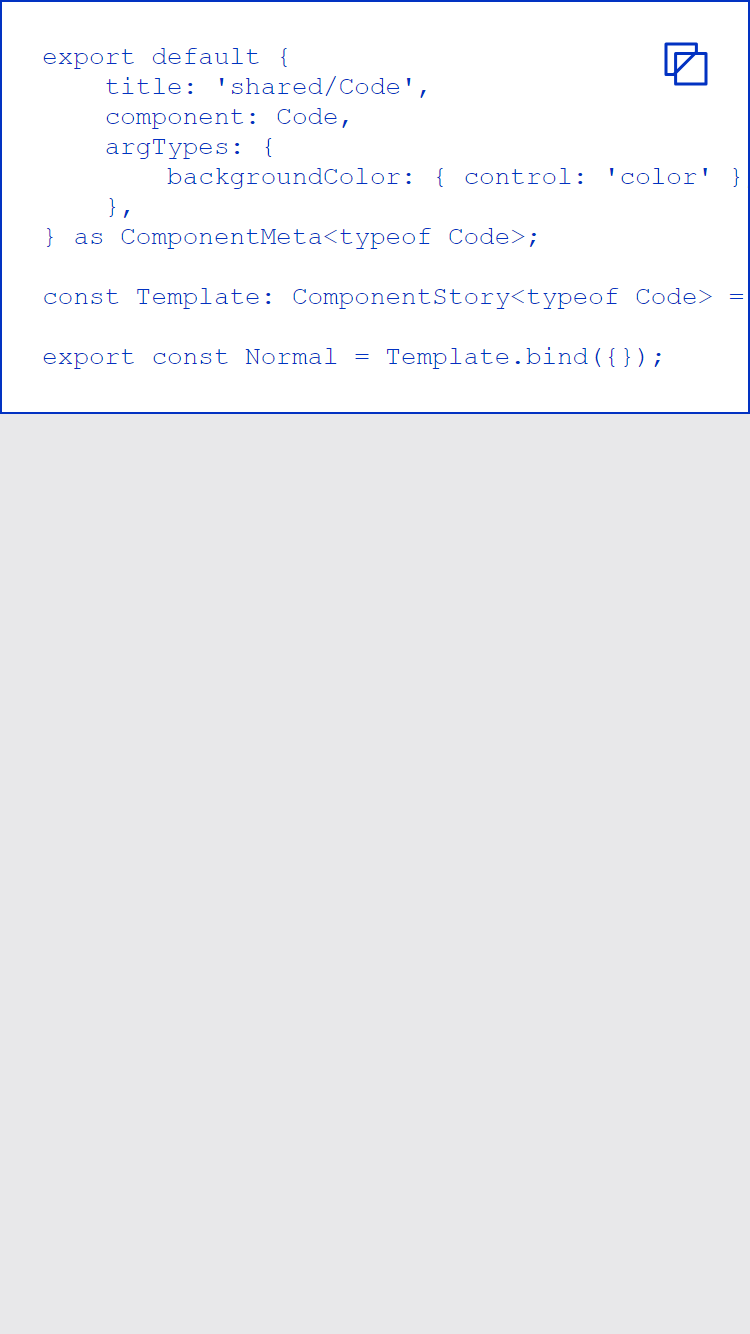 export default {
    title: 'shared/Code',
    component: Code,
    argTypes: {
        backgroundColor: { control: 'color' }
    },
} as ComponentMeta<typeof Code>;

const Template: ComponentStory<typeof Code> =

export const Normal = Template.bind({});